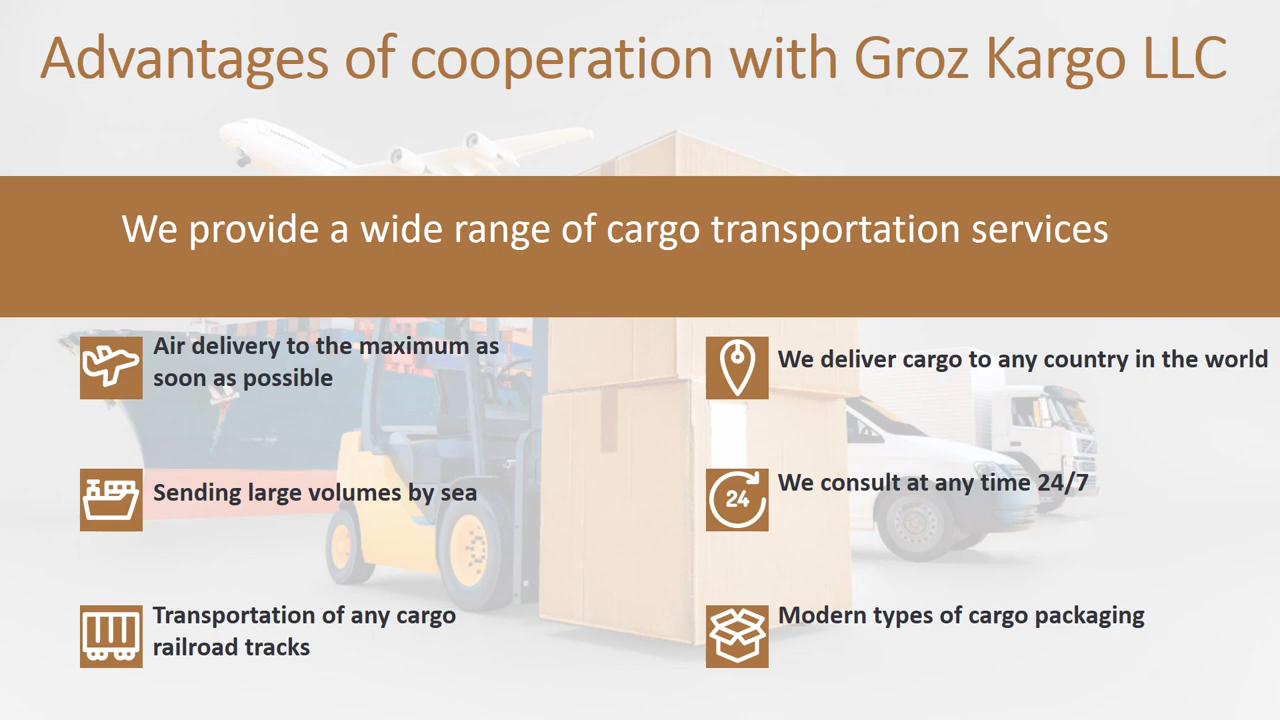 Advantages of cooperation with Groz Kargo LLC
We provide a wide range of cargo transportation services
Air delivery to the maximum as
soon as possible
We deliver cargo to any country in the world
Sending large volumes by sea
24
We consult at any time 24/7
Transportation of any cargo
railroad tracks
Modern types of cargo packaging